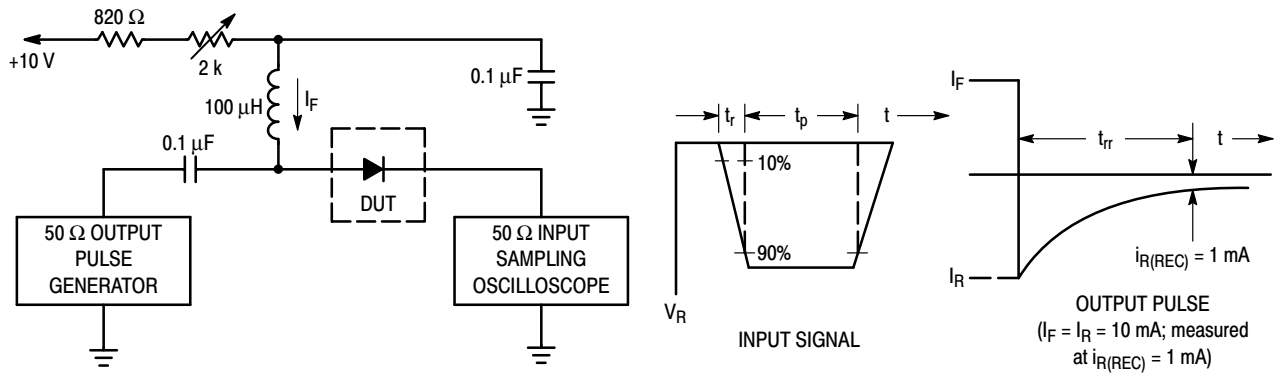 820 Ω
+10 V
2 k
100 μH
I_F
0.1 μF
0.1 μF
DUT
50 Ω OUTPUT
PULSE
GENERATOR
50 Ω INPUT
SAMPLING
OSCILLOSCOPE
t_r
t_p
t
10%
90%
V_R
INPUT SIGNAL
I_F
t_rr
t
I_R
i_R(REC) = 1 mA
OUTPUT PULSE
(I_F = I_R = 10 mA; measured
at i_R(REC) = 1 mA)